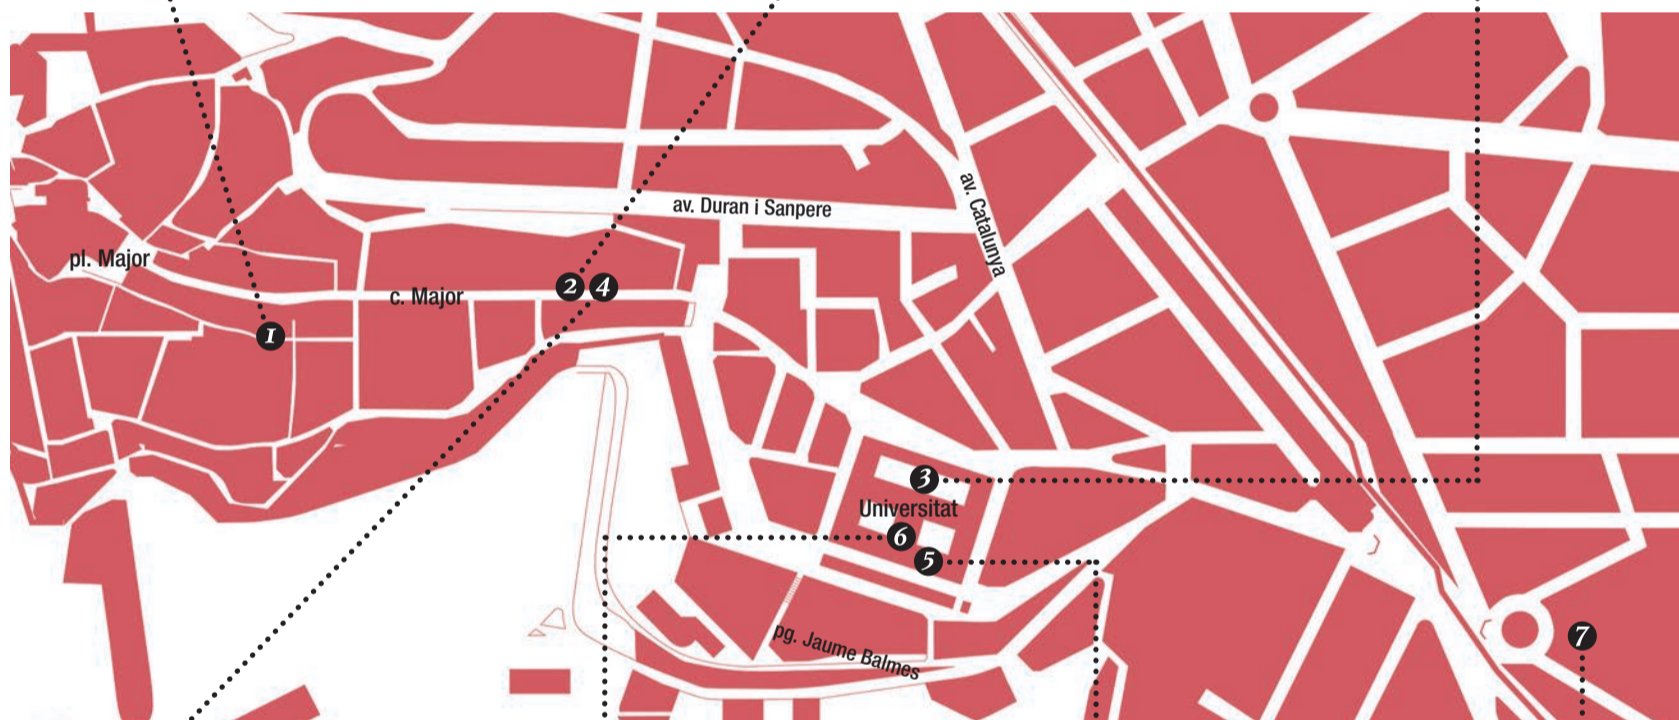 av. Duran i Sanpere
av. Catalunya
pl. Major
c. Major
2 4
1
3
Universitat
6
5
pg. Jaume Balmes
7